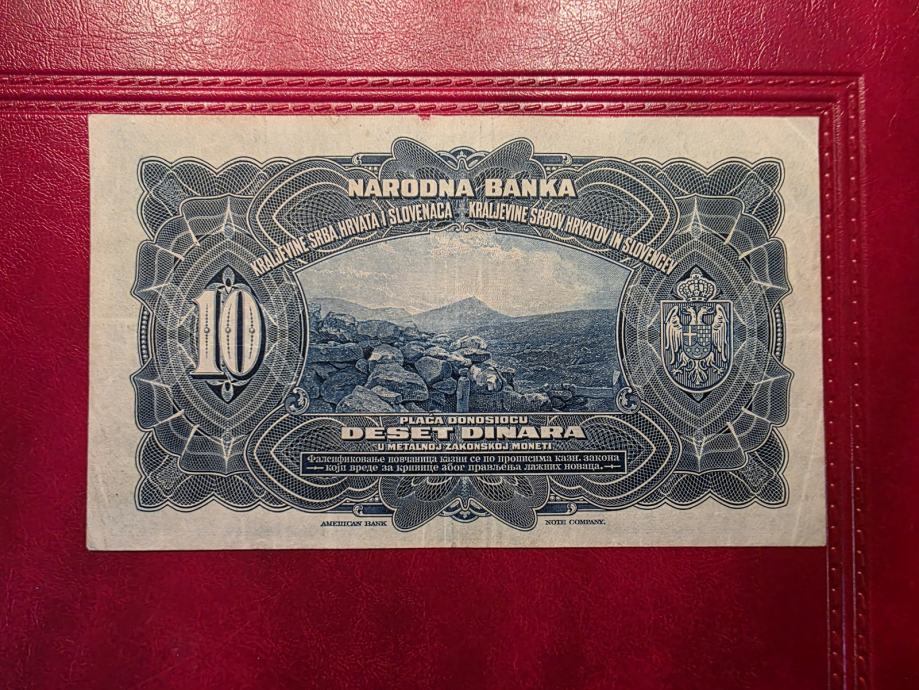 NARODNA BANKA
KRALJEVINE SRBA HRVATA I SLOVENACA KRALJEVINE SRBOV HRVATOV IN SLOVENCEV
10
PLAĆA DONOSIOCU
DESET DINARA
U METALNOJ ZAKONSKOJ MONETI
Фалсификовање новчаница казни се по прописима казн. закона
који вреде за кривце због прављења лажних новаца.
AMERICAN BANK NOTE COMPANY.